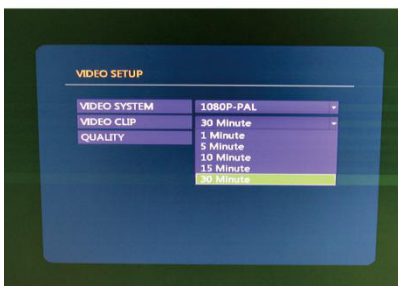 VIDEO SETUP
VIDEO SYSTEM 1080P-PAL
VIDEO CLIP 30 Minute
QUALITY 1 Minute
5 Minute
10 Minute
15 Minute
30 Minute